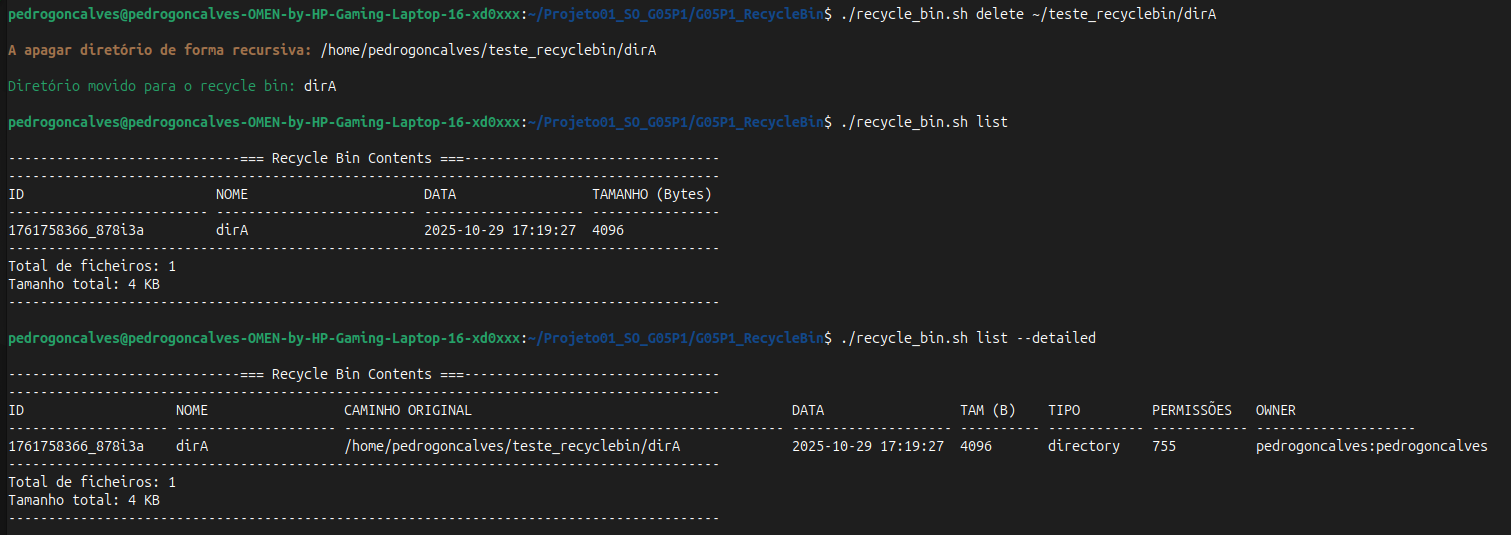 pedrogoncalves@pedrogoncalves-OMEN-by-HP-Gaming-Laptop-16-xd0xxx:~/Projeto01_SO_G05P1/G05P1_RecycleBin$ ./recycle_bin.sh delete ~/teste_recyclebin/dirA
A apagar diretório de forma recursiva: /home/pedrogoncalves/teste_recyclebin/dirA
Diretório movido para o recycle bin: dirA
pedrogoncalves@pedrogoncalves-OMEN-by-HP-Gaming-Laptop-16-xd0xxx:~/Projeto01_SO_G05P1/G05P1_RecycleBin$ ./recycle_bin.sh list
-----------------------------=== Recycle Bin Contents ===--------------------------------
-----------------------------------------------------------------------------------------
ID                        NOME                      DATA                 TAMANHO (Bytes)
------------------------- ------------------------- -------------------- ----------------
1761758366_878i3a         dirA                      2025-10-29 17:19:27  4096
-----------------------------------------------------------------------------------------
Total de ficheiros: 1
Tamanho total: 4 KB
-----------------------------------------------------------------------------------------
pedrogoncalves@pedrogoncalves-OMEN-by-HP-Gaming-Laptop-16-xd0xxx:~/Projeto01_SO_G05P1/G05P1_RecycleBin$ ./recycle_bin.sh list --detailed
-----------------------------=== Recycle Bin Contents ===--------------------------------
-----------------------------------------------------------------------------------------
ID                   NOME                 CAMINHO ORIGINAL                                        DATA                 TAM (B)    TIPO         PERMISSÕES   OWNER
-------------------- -------------------- ------------------------------------------------------- -------------------- ---------- ------------ ------------ --------------------
1761758366_878i3a    dirA                 /home/pedrogoncalves/teste_recyclebin/dirA              2025-10-29 17:19:27  4096       directory    755          pedrogoncalves:pedrogoncalves
-----------------------------------------------------------------------------------------
Total de ficheiros: 1
Tamanho total: 4 KB
-----------------------------------------------------------------------------------------